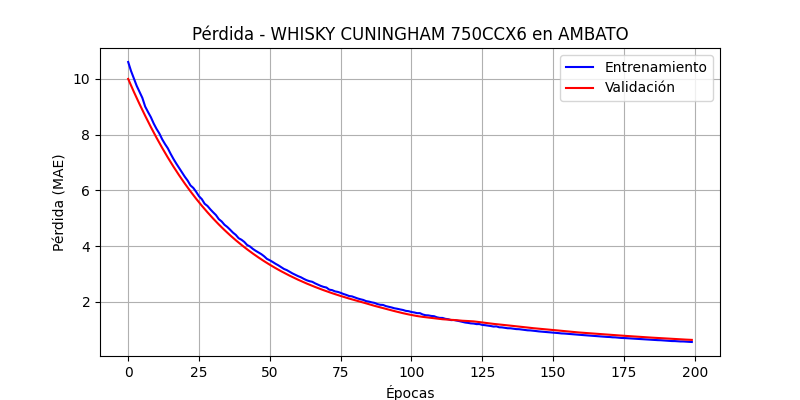 Pérdida - WHISKY CUNINGHAM 750CCX6 en AMBATO
Entrenamiento
Validación
Pérdida (MAE)
10
8
6
4
2
0 25 50 75 100 125 150 175 200
Épocas